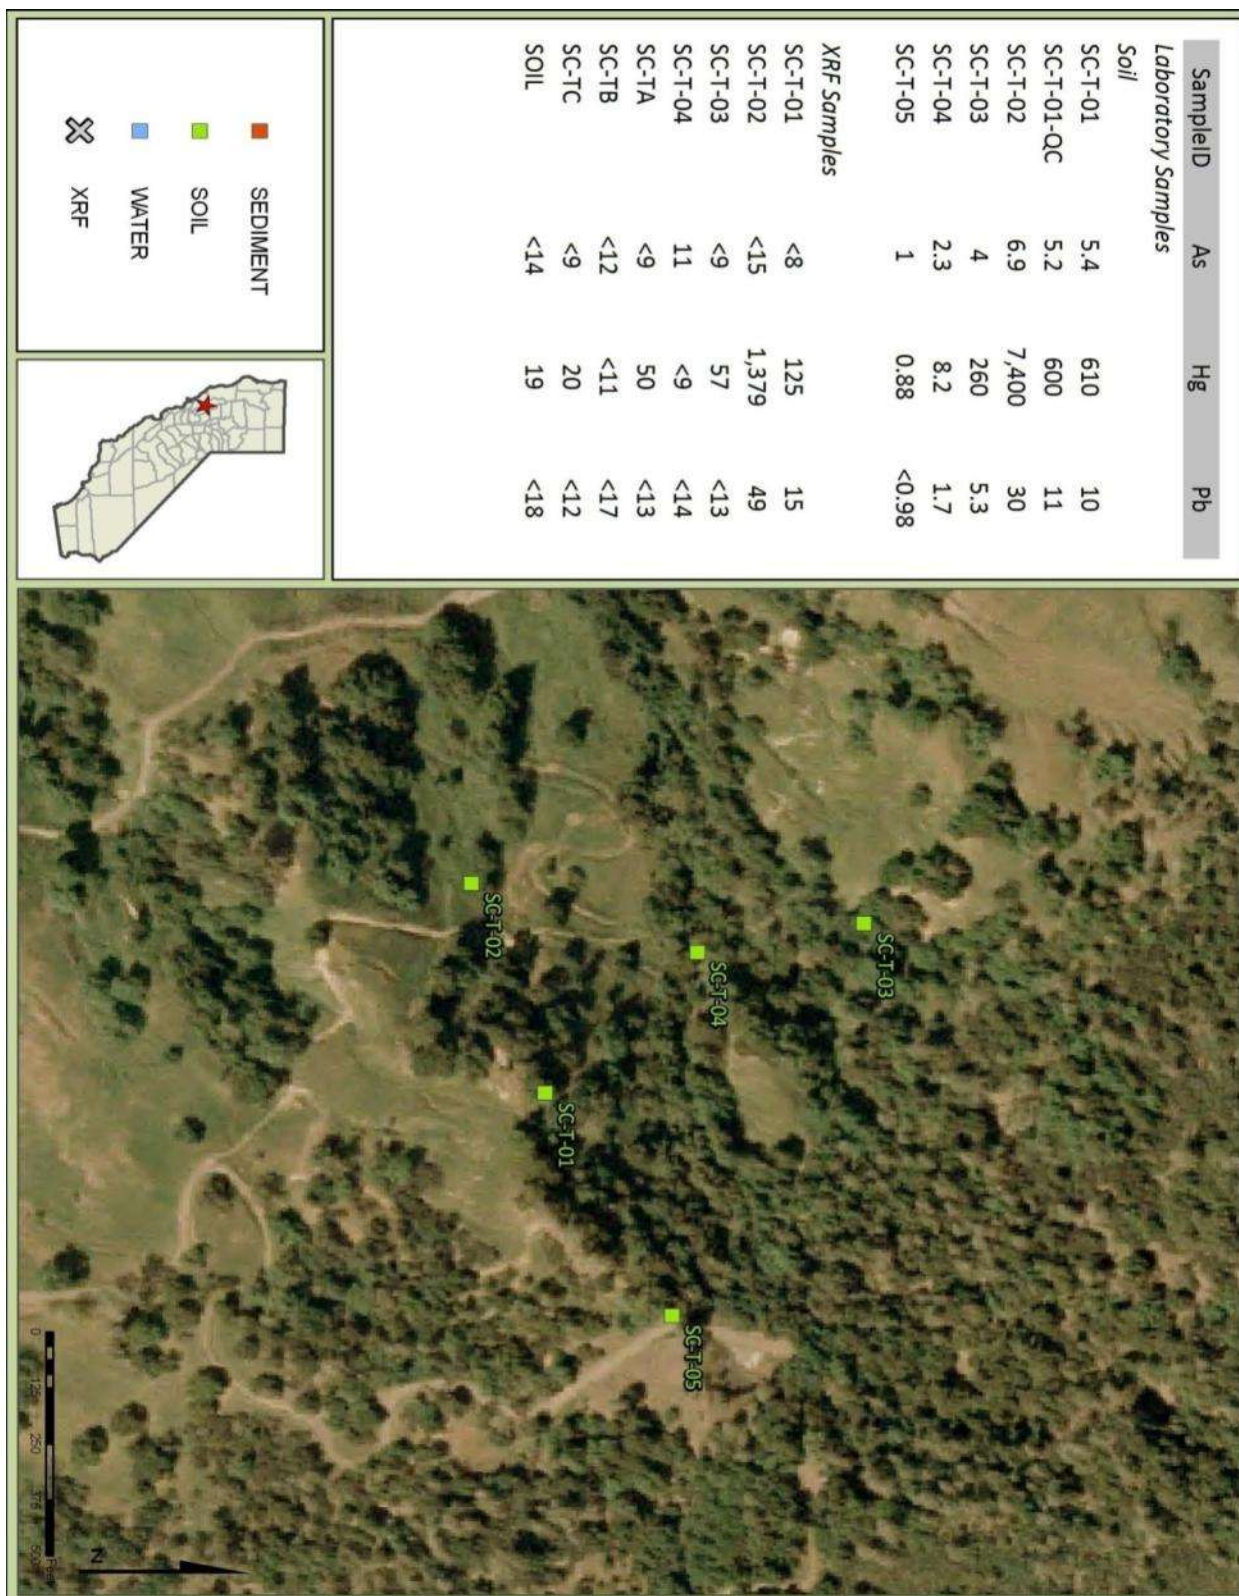 SampleID As Hg Pb
Laboratory Samples
Soil
SC-T-01 5.4 610 10
SC-T-01-QC 5.2 600 11
SC-T-02 6.9 7,400 30
SC-T-03 4 260 5.3
SC-T-04 2.3 8.2 1.7
SC-T-05 1 0.88 <0.98
XRF Samples
SC-T-01 <8 125 15
SC-T-02 <15 1,379 49
SC-T-03 <9 57 <13
SC-T-04 11 <9 <14
SC-TA <9 50 <13
SC-TB <12 <11 <17
SC-TC <9 20 <12
SOIL <14 19 <18
SEDIMENT
SOIL
WATER
XRF
SC-T-03
SC-T-04
SC-T-02
SC-T-01
SC-T-05
0 125 250 375 500
Feet
N